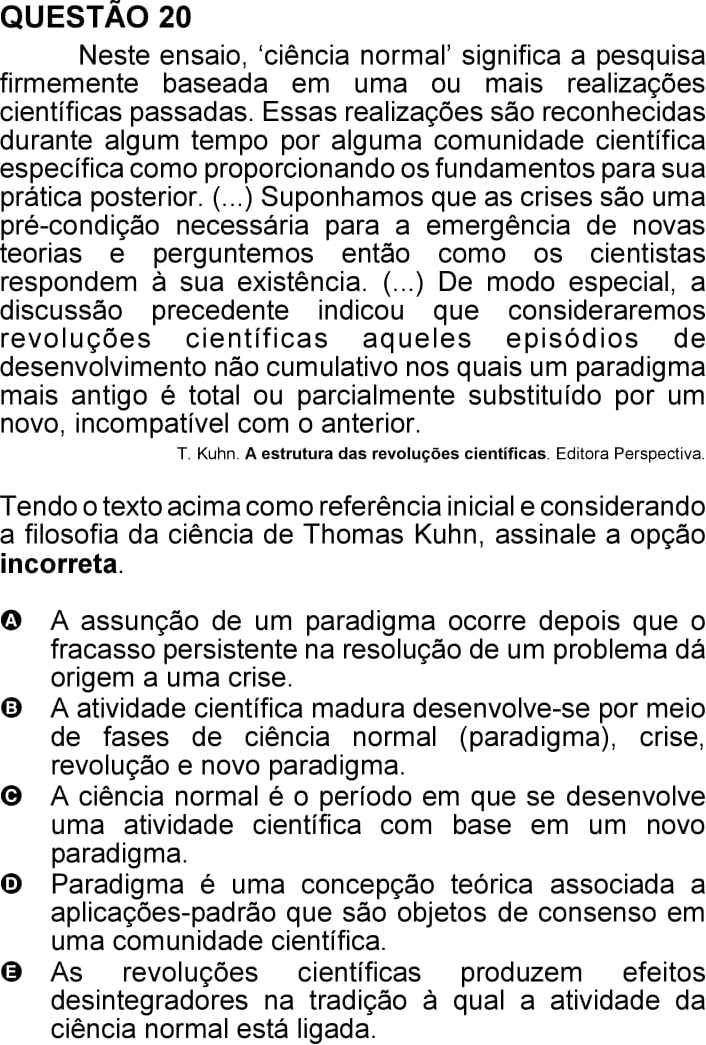 QUESTÃO 20
Neste ensaio, ‘ciência normal’ significa a pesquisa
firmemente baseada em uma ou mais realizações
científicas passadas. Essas realizações são reconhecidas
durante algum tempo por alguma comunidade científica
específica como proporcionando os fundamentos para sua
prática posterior. (...) Suponhamos que as crises são uma
pré-condição necessária para a emergência de novas
teorias e perguntemos então como os cientistas
respondem à sua existência. (...) De modo especial, a
discussão precedente indicou que consideraremos
revoluções científicas aqueles episódios de
desenvolvimento não cumulativo nos quais um paradigma
mais antigo é total ou parcialmente substituído por um
novo, incompatível com o anterior.
T. Kuhn. A estrutura das revoluções científicas. Editora Perspectiva.
Tendo o texto acima como referência inicial e considerando
a filosofia da ciência de Thomas Kuhn, assinale a opção
incorreta.
A A assunção de um paradigma ocorre depois que o
fracasso persistente na resolução de um problema dá
origem a uma crise.
B A atividade científica madura desenvolve-se por meio
de fases de ciência normal (paradigma), crise,
revolução e novo paradigma.
C A ciência normal é o período em que se desenvolve
uma atividade científica com base em um novo
paradigma.
D Paradigma é uma concepção teórica associada a
aplicações-padrão que são objetos de consenso em
uma comunidade científica.
E As revoluções científicas produzem efeitos
desintegradores na tradição à qual a atividade da
ciência normal está ligada.